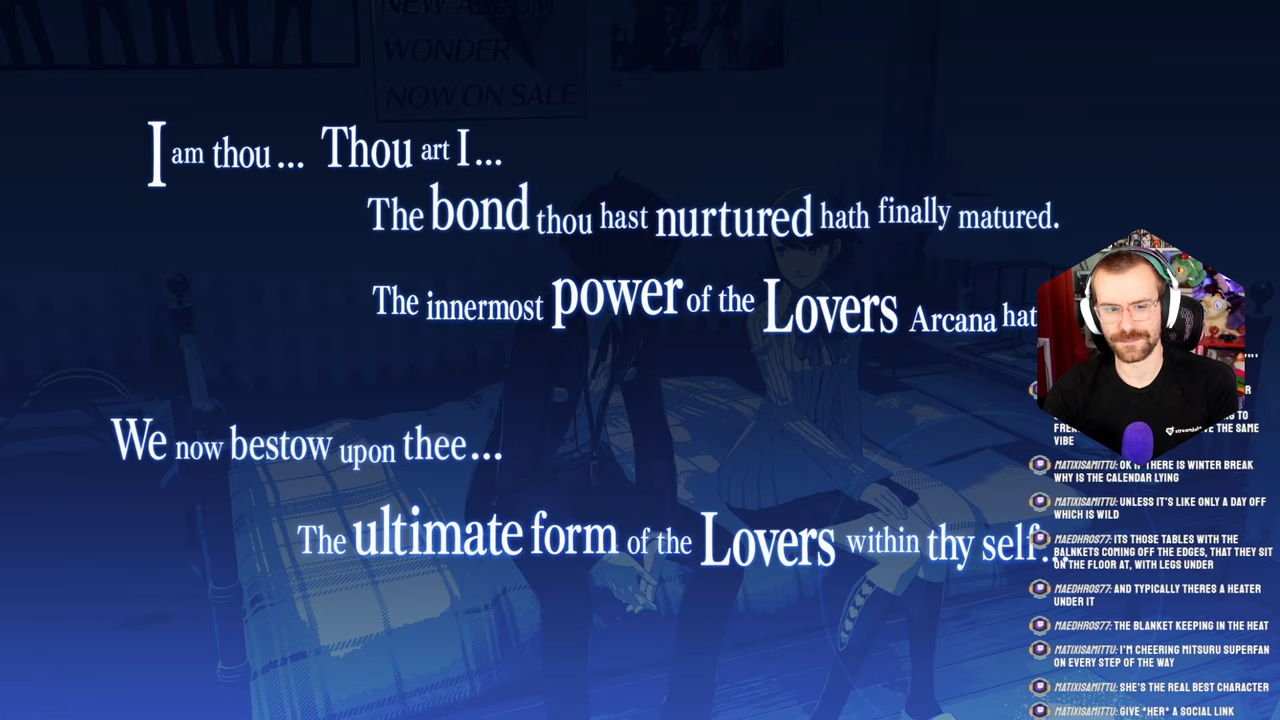 NEW ALBUM
WONDER
NOW ON SALE
I am thou... Thou art I...
The bond thou hast nurtured hath finally matured.
The innermost power of the Lovers Arcana hat
We now bestow upon thee...
The ultimate form of the Lovers within thy self...
TO
THE SAME
VIBE
MATIXISAMITTU: OK IF THERE IS WINTER BREAK
WHY IS THE CALENDAR LYING
MATIXISAMITTU: UNLESS IT'S LIKE ONLY A DAY OFF
WHICH IS WILD
MAEDHROS77: ITS THOSE TABLES WITH THE
BALNKETS COMING OFF THE EDGES, THAT THEY SIT
ON THE FLOOR AT, WITH LEGS UNDER
MAEDHROS77: AND TYPICALLY THERES A HEATER
UNDER IT
MAEDHROS77: THE BLANKET KEEPING IN THE HEAT
MATIXISAMITTU: I'M CHEERING MITSURU SUPERFAN
ON EVERY STEP OF THE WAY
MATIXISAMITTU: SHE'S THE REAL BEST CHARACTER
MATIXISAMITTU: GIVE *HER* A SOCIAL LINK